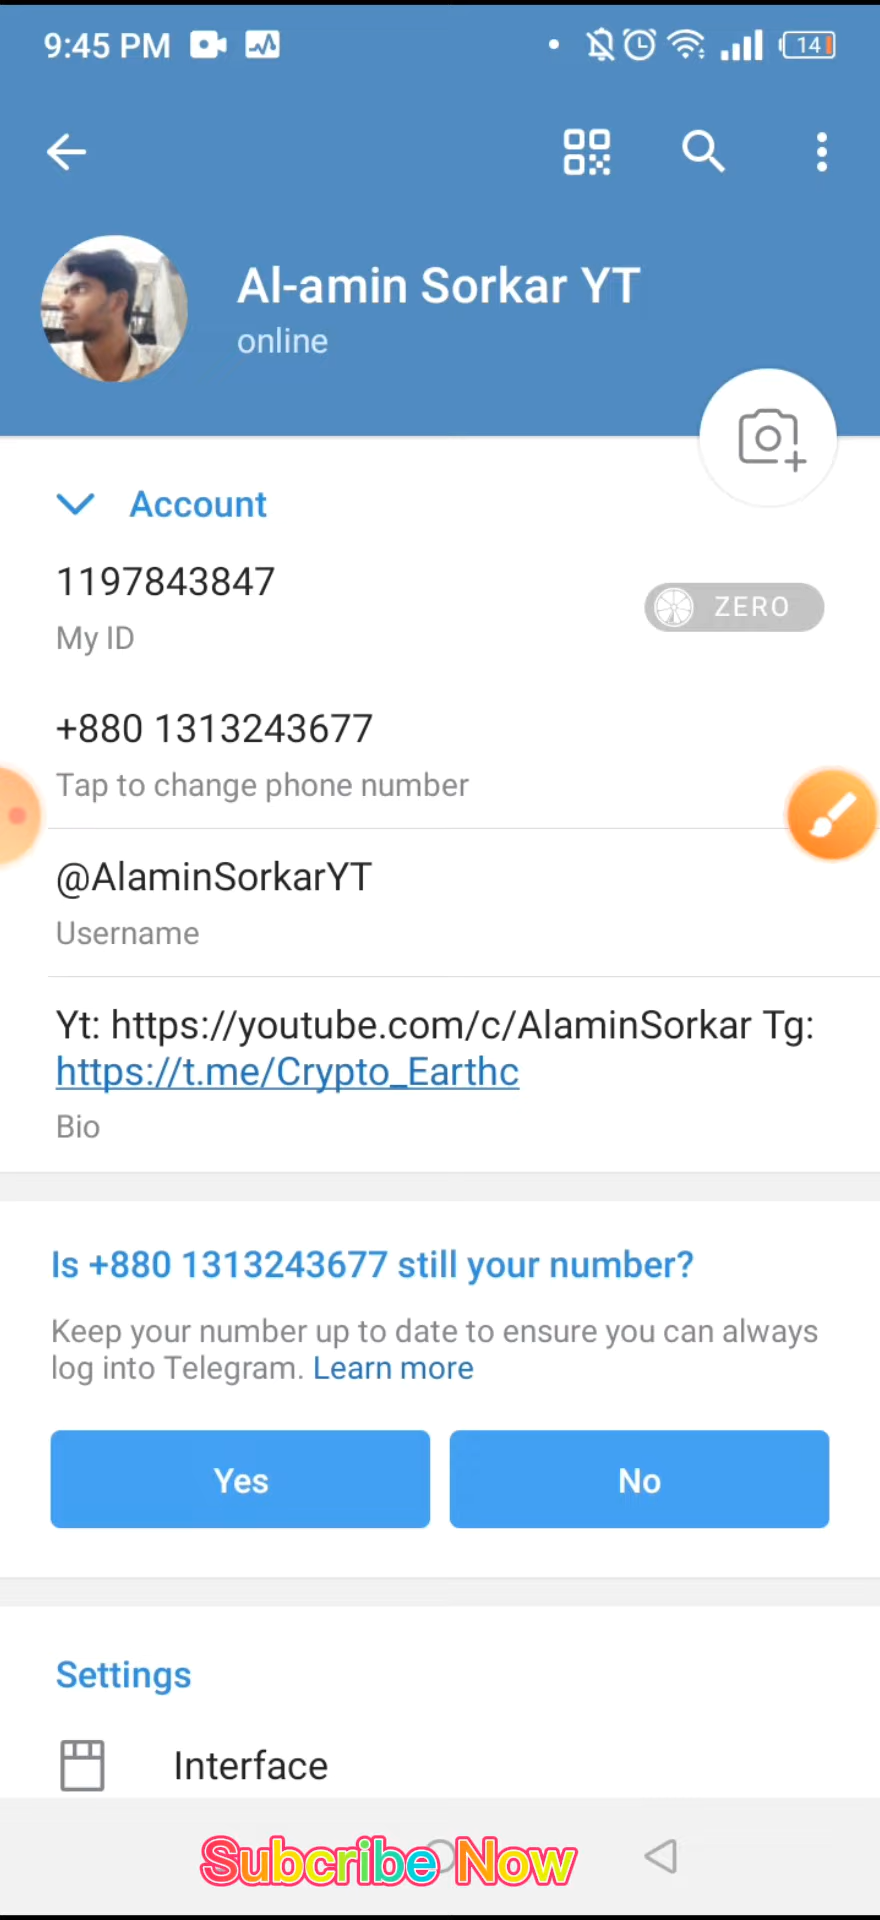 9:45 PM
14
Al-amin Sorkar YT
online
Account
1197843847
ZERO
My ID
+880 1313243677
Tap to change phone number
@AlaminSorkarYT
Username
Yt: https://youtube.com/c/AlaminSorkar Tg:
https://t.me/Crypto_Earthc
Bio
Is +880 1313243677 still your number?
Keep your number up to date to ensure you can always
log into Telegram. Learn more
Yes
No
Settings
Interface
Subcribe Now